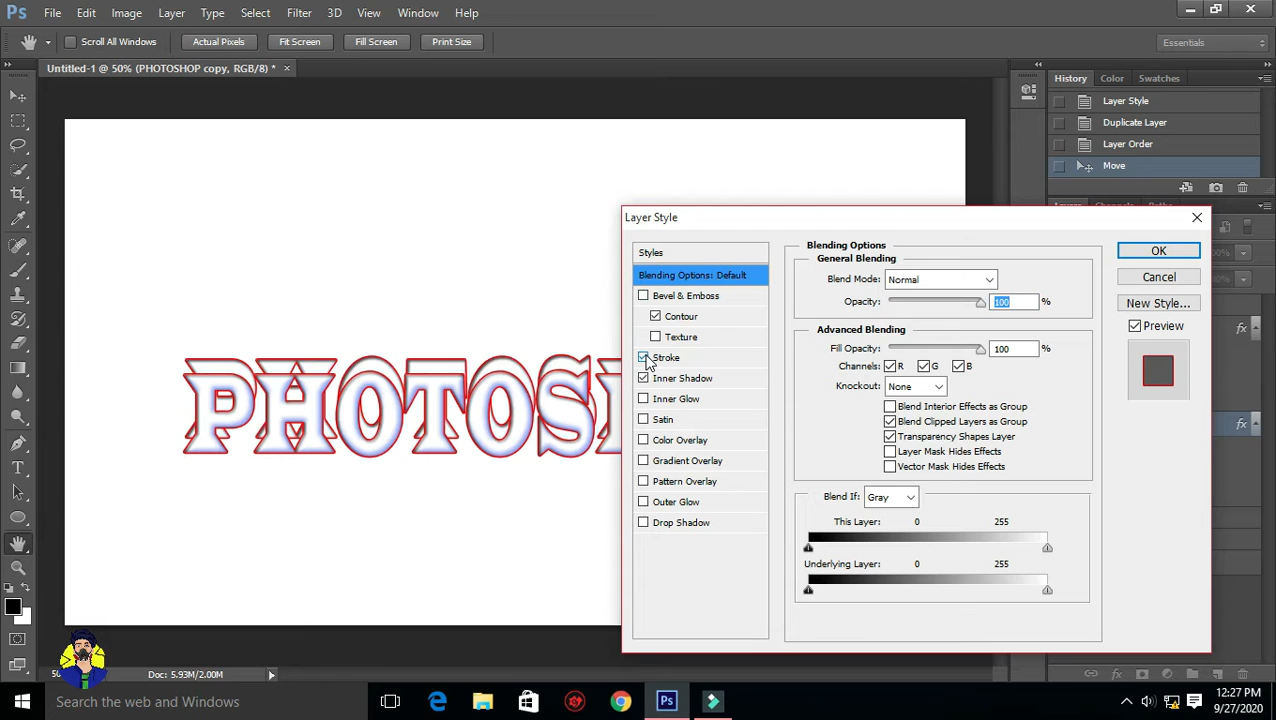 Ps File Edit Image Layer Type Select Filter 3D View Window Help
Scroll All Windows Actual Pixels Fit Screen Fill Screen Print Size Essentials
Untitled-1 @ 50% (PHOTOSHOP copy, RGB/8) * ×
History Color Swatches
Layer Style
Duplicate Layer
Layer Order
Move
PHOTOS
Layer Style
Styles
Blending Options: Default
Bevel & Emboss
Contour
Texture
Stroke
Inner Shadow
Inner Glow
Satin
Color Overlay
Gradient Overlay
Pattern Overlay
Outer Glow
Drop Shadow
Blending Options
General Blending
Blend Mode: Normal
Opacity: 100 %
Advanced Blending
Fill Opacity: 100 %
Channels: R G B
Knockout: None
Blend Interior Effects as Group
Blend Clipped Layers as Group
Transparency Shapes Layer
Layer Mask Hides Effects
Vector Mask Hides Effects
Blend If: Gray
This Layer: 0 255
Underlying Layer: 0 255
OK
Cancel
New Style...
Preview
fx
Doc: 5.93M/2.00M
Search the web and Windows
Ps
12:27 PM
9/27/2020